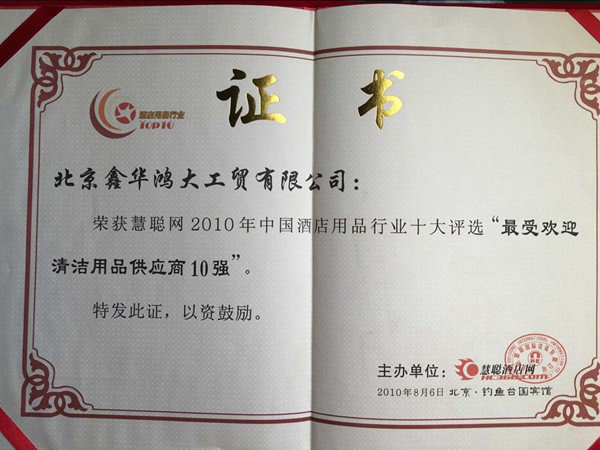 证书
酒店用品行业
TOP10
北京鑫华鸿大工贸有限公司：
荣获慧聪网2010年中国酒店用品行业十大评选“最受欢迎
清洁用品供应商10强”。
特发此证，以资鼓励。
主办单位：慧聪酒店网
HC360.COM
2010年8月6日 北京·钓鱼台国宾馆